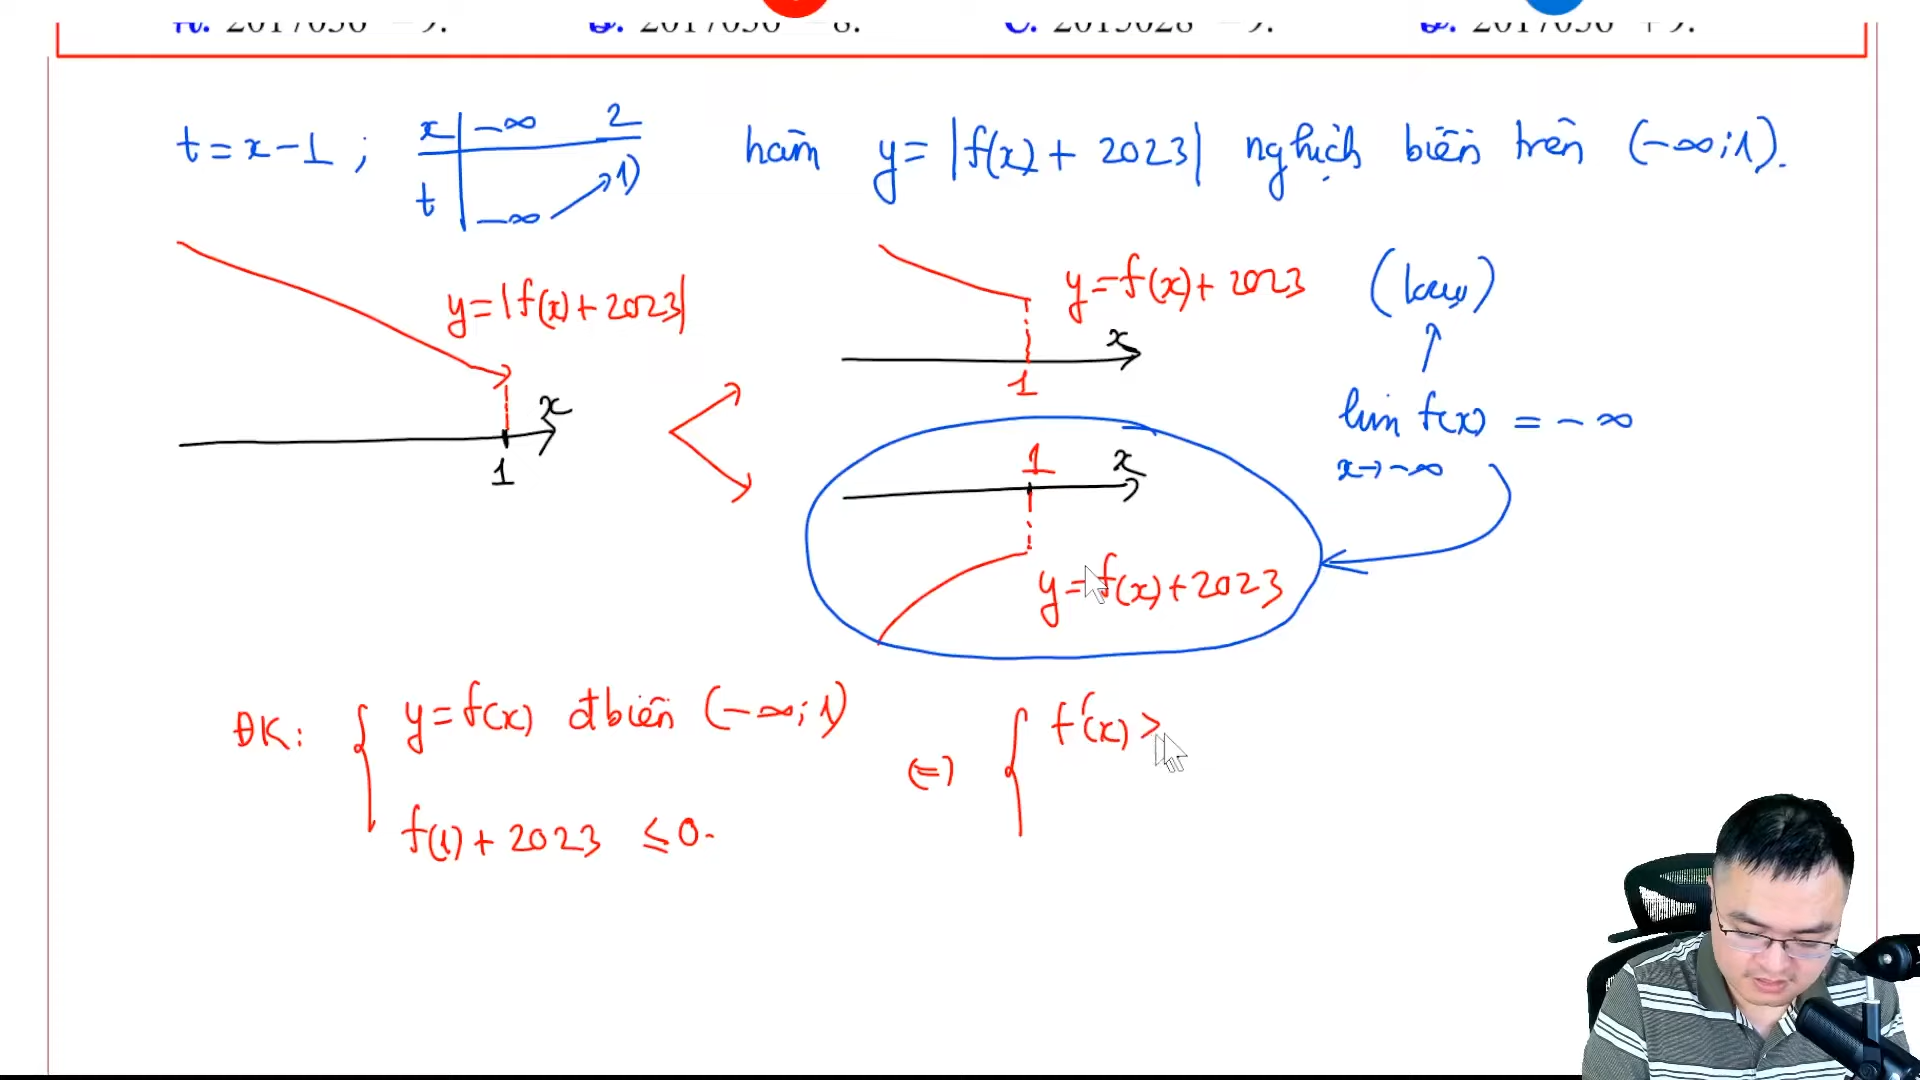 t = x - 1 ;
x | -∞ 2
t | -∞ 1)
hàm y = |f(x) + 2023| nghịch biến trên (-∞; 1).
y = |f(x) + 2023|
x
1
y = f(x) + 2023
x
1
lim f(x) = -∞
x→-∞
1 x
y = f(x) + 2023
ĐK: { y = f(x) đbiến (-∞; 1)
f(1) + 2023 ≤ 0.
⇔ { f'(x) >